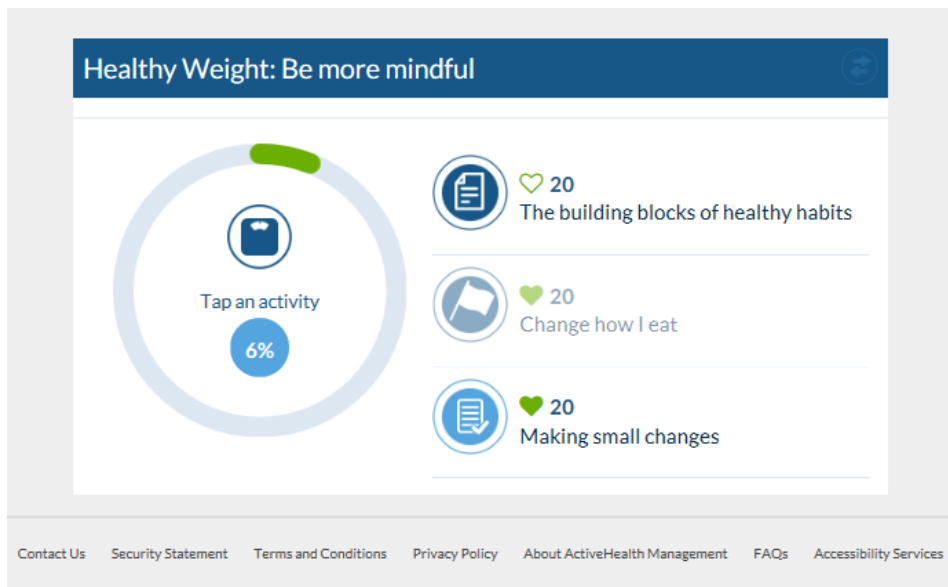 Healthy Weight: Be more mindful
Tap an activity
6%
20
The building blocks of healthy habits
20
Change how I eat
20
Making small changes
Contact Us Security Statement Terms and Conditions Privacy Policy About ActiveHealth Management FAQs Accessibility Services